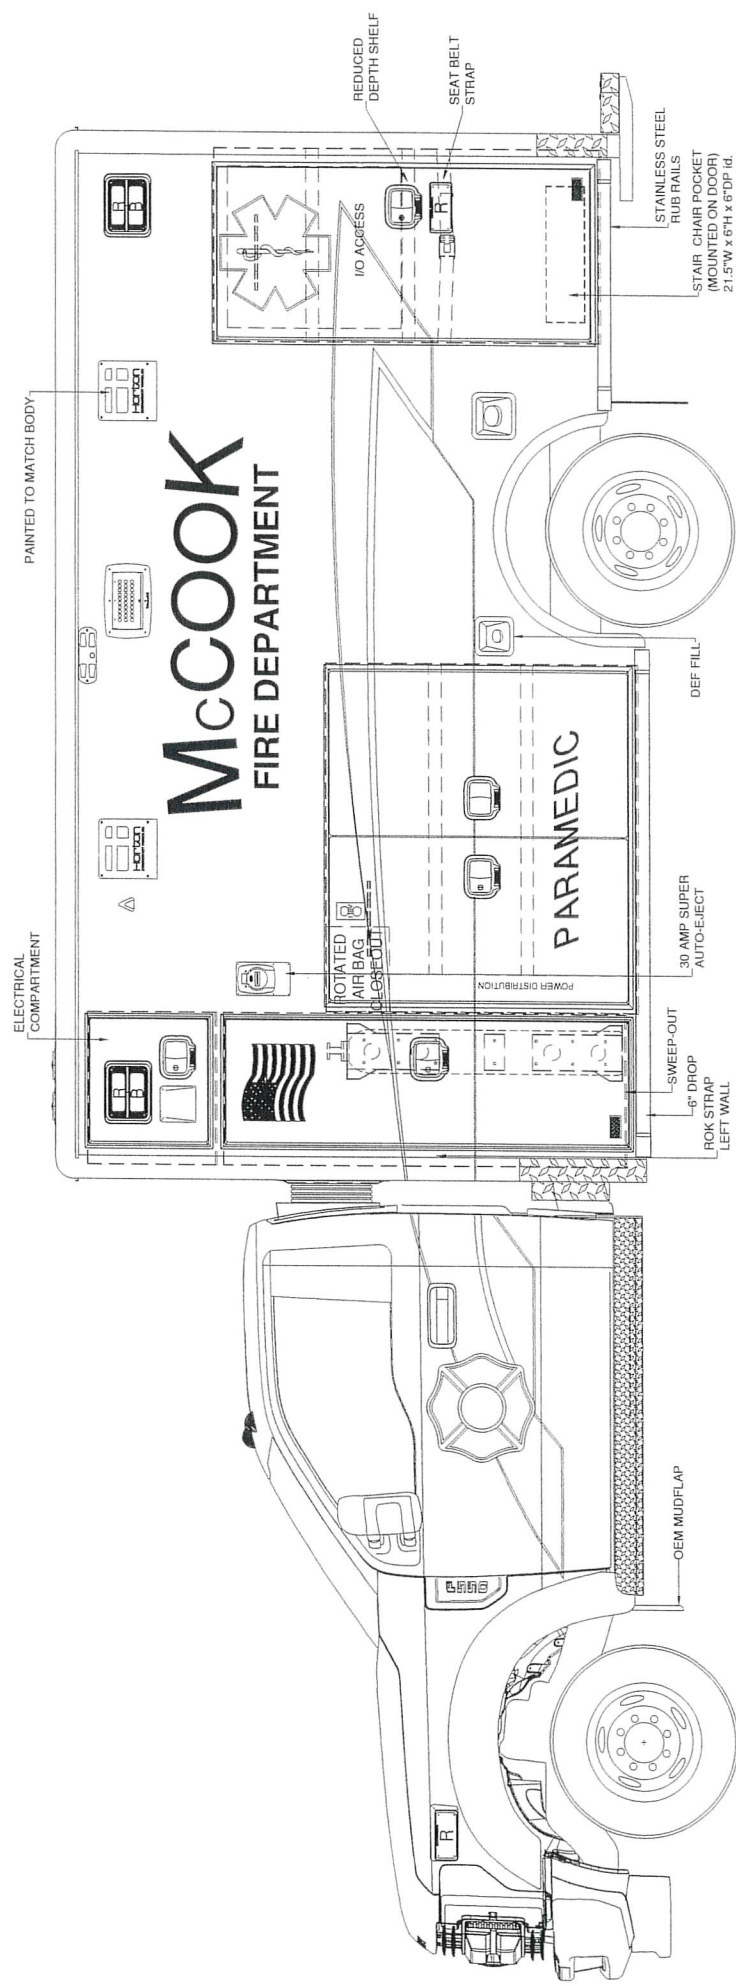 ELECTRICAL
COMPARTMENT
PAINTED TO MATCH BODY
R
B
Horton
Horton
R
B
McCOOK
FIRE DEPARTMENT
REDUCED
DEPTH SHELF
SEAT BELT
STRAP
I/O ACCESS
R
ROTATED
AIR BAG
CLOSEOUT
POWER DISTRIBUTION
PARAMEDIC
F550
R
OEM MUDFLAP
ROK STRAP
LEFT WALL
6" DROP
SWEEP-OUT
30 AMP SUPER
AUTO-EJECT
DEF FILL
STAINLESS STEEL
RUB RAILS
STAIR CHAIR POCKET
(MOUNTED ON DOOR)
21.5"W x 6"H x 6"DP id.